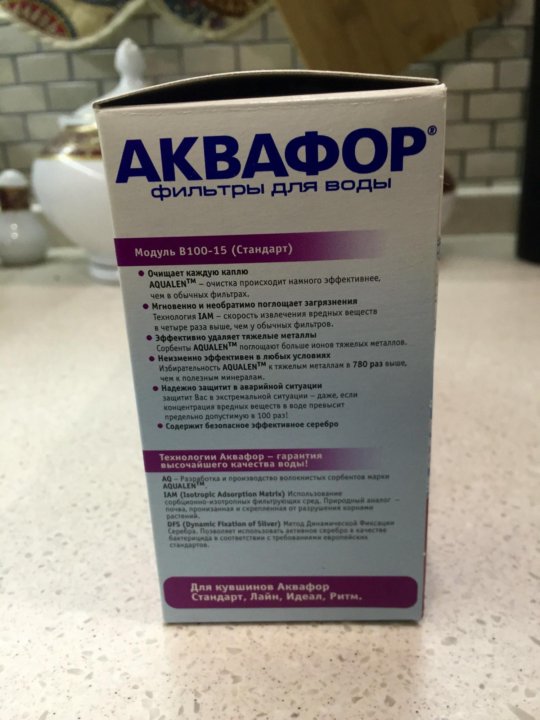 АКВАФОР®
фильтры для воды
Модуль В100-15 (Стандарт)
• Очищает каждую каплю
AQUALEN™ – очистка происходит намного эффективнее,
чем в обычных фильтрах.
• Мгновенно и необратимо поглощает загрязнения
Технология IAM – скорость извлечения вредных веществ
в четыре раза выше, чем у обычных фильтров.
• Эффективно удаляет тяжелые металлы
Сорбенты AQUALEN™ поглощают больше ионов тяжелых металлов.
• Неизменно эффективен в любых условиях
Избирательность AQUALEN™ к тяжелым металлам в 780 раз выше,
чем к полезным минералам.
• Надежно защитит в аварийной ситуации
защитит Вас в экстремальной ситуации – даже, если
концентрация вредных веществ в воде превысит
предельно допустимую в 100 раз!
• Содержит безопасное эффективное серебро
Технологии Аквафор – гарантия
высочайшего качества воды!
AQ – Разработка и производство волокнистых сорбентов марки
AQUALEN™.
IAM (Isotropic Adsorption Matrix) Использование
сорбционно-изотропных фильтрующих сред. Природный аналог –
почва, пронизанная и скрепленная от разрушения корнями
растений.
DFS (Dynamic Fixation of Silver) Метод Динамической Фиксации
Серебра. Позволяет использовать активное серебро в качестве
бактерицида в соответствии с требованиями европейских
стандартов.
Для кувшинов Аквафор
Стандарт, Лайн, Идеал, Ритм.